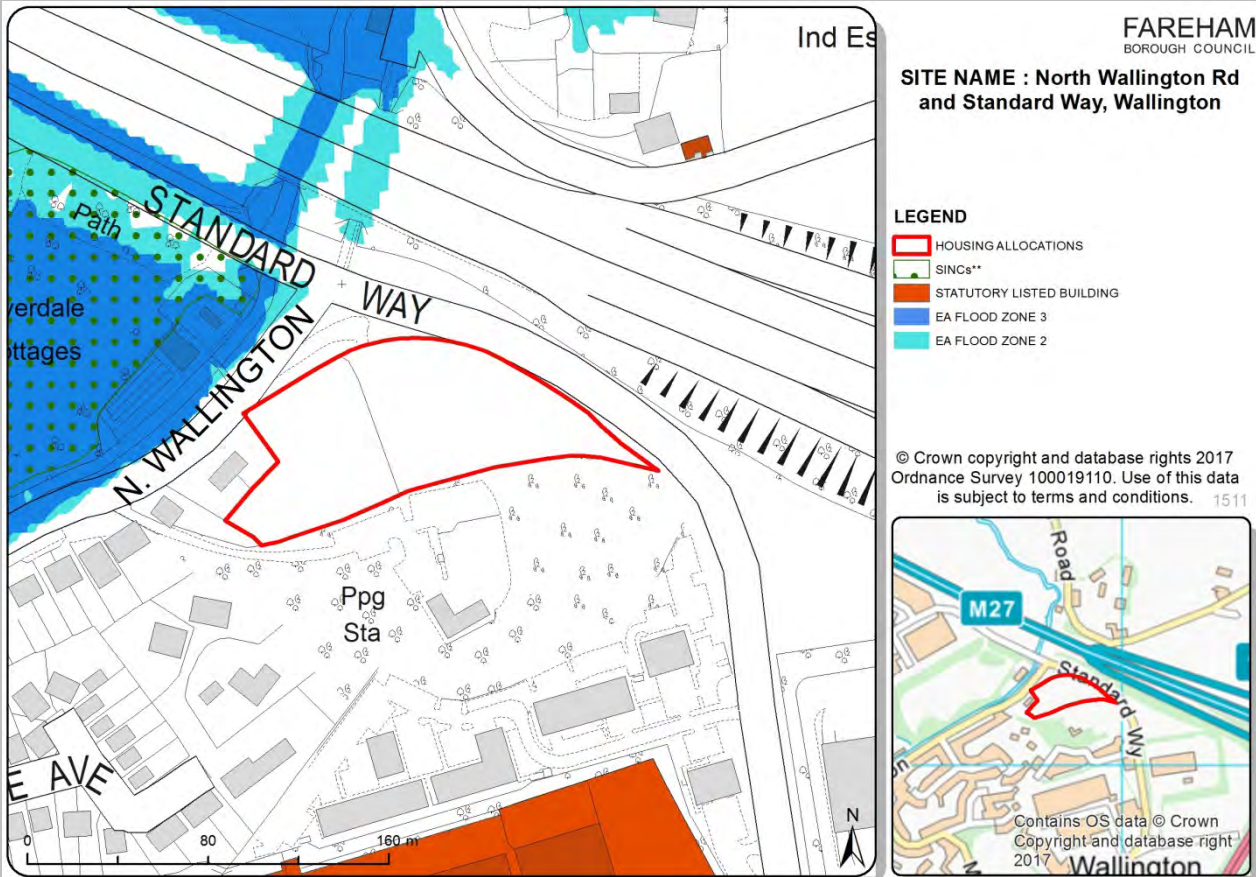 Ind Es
STANDARD
WAY
Path
verdale
ottages
N. WALLINGTON
Ppg
Sta
E AVE
0 80 160 m
N
FAREHAM
BOROUGH COUNCIL
SITE NAME : North Wallington Rd
and Standard Way, Wallington
LEGEND
HOUSING ALLOCATIONS
SINCs**
STATUTORY LISTED BUILDING
EA FLOOD ZONE 3
EA FLOOD ZONE 2
© Crown copyright and database rights 2017
Ordnance Survey 100019110. Use of this data
is subject to terms and conditions. 1511
Road
M27
Standard Wy
on
Contains OS data © Crown
Copyright and database right
2017
Wallington
M